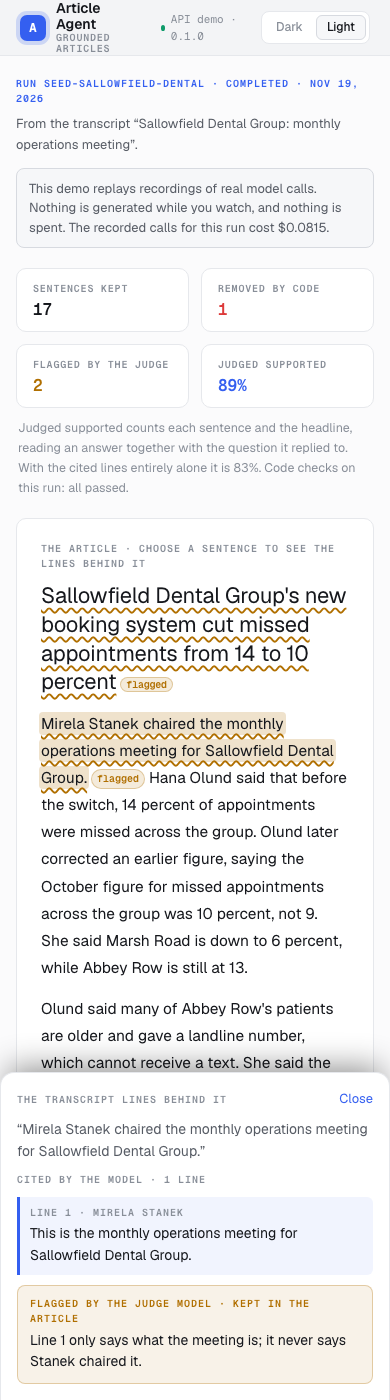 A
Article Agent
GROUNDED ARTICLES
API demo · 0.1.0
Dark
Light
RUN SEED-SALLOWFIELD-DENTAL · COMPLETED · NOV 19, 2026
From the transcript “Sallowfield Dental Group: monthly
operations meeting”.
This demo replays recordings of real model calls.
Nothing is generated while you watch, and nothing is
spent. The recorded calls for this run cost $0.0815.
SENTENCES KEPT
17
REMOVED BY CODE
1
FLAGGED BY THE JUDGE
2
JUDGED SUPPORTED
89%
Judged supported counts each sentence and the headline,
reading an answer together with the question it replied to.
With the cited lines entirely alone it is 83%. Code checks on
this run: all passed.
THE ARTICLE · CHOOSE A SENTENCE TO SEE THE
LINES BEHIND IT
Sallowfield Dental Group's new
booking system cut missed
appointments from 14 to 10
percent flagged
Mirela Stanek chaired the monthly
operations meeting for Sallowfield Dental
Group. flagged Hana Olund said that before
the switch, 14 percent of appointments
were missed across the group. Olund later
corrected an earlier figure, saying the
October figure for missed appointments
across the group was 10 percent, not 9.
She said Marsh Road is down to 6 percent,
while Abbey Row is still at 13.
Olund said many of Abbey Row's patients
are older and gave a landline number,
which cannot receive a text. She said the
THE TRANSCRIPT LINES BEHIND IT
Close
“Mirela Stanek chaired the monthly operations meeting
for Sallowfield Dental Group.”
CITED BY THE MODEL · 1 LINE
LINE 1 · MIRELA STANEK
This is the monthly operations meeting for
Sallowfield Dental Group.
FLAGGED BY THE JUDGE MODEL · KEPT IN THE
ARTICLE
Line 1 only says what the meeting is; it never says
Stanek chaired it.